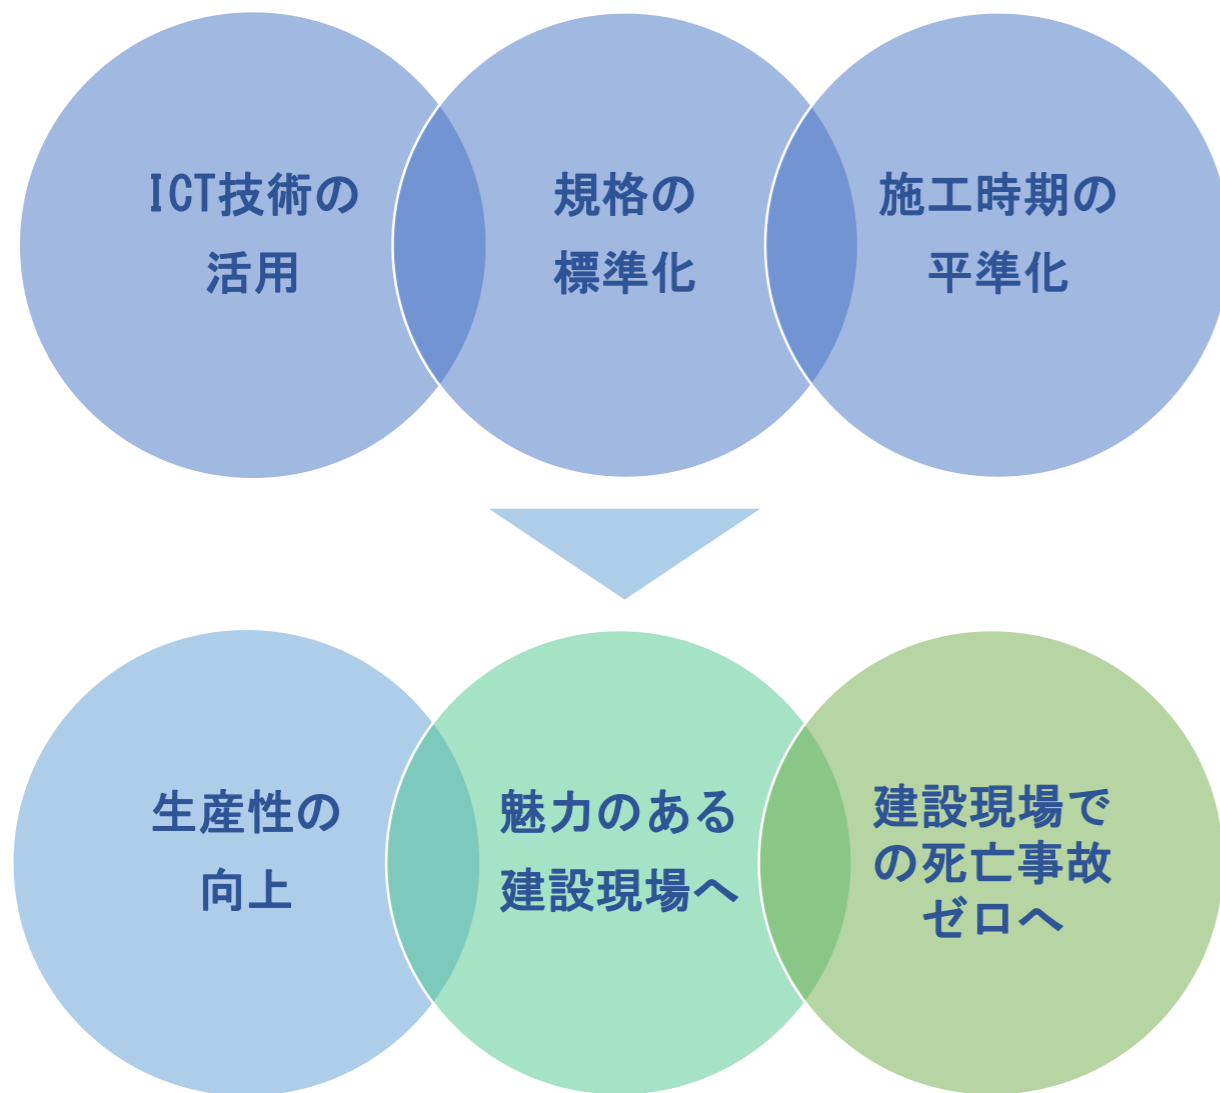 ICT技術の
活用
規格の
標準化
施工時期の
平準化
生産性の
向上
魅力のある
建設現場へ
建設現場で
の死亡事故
ゼロへ